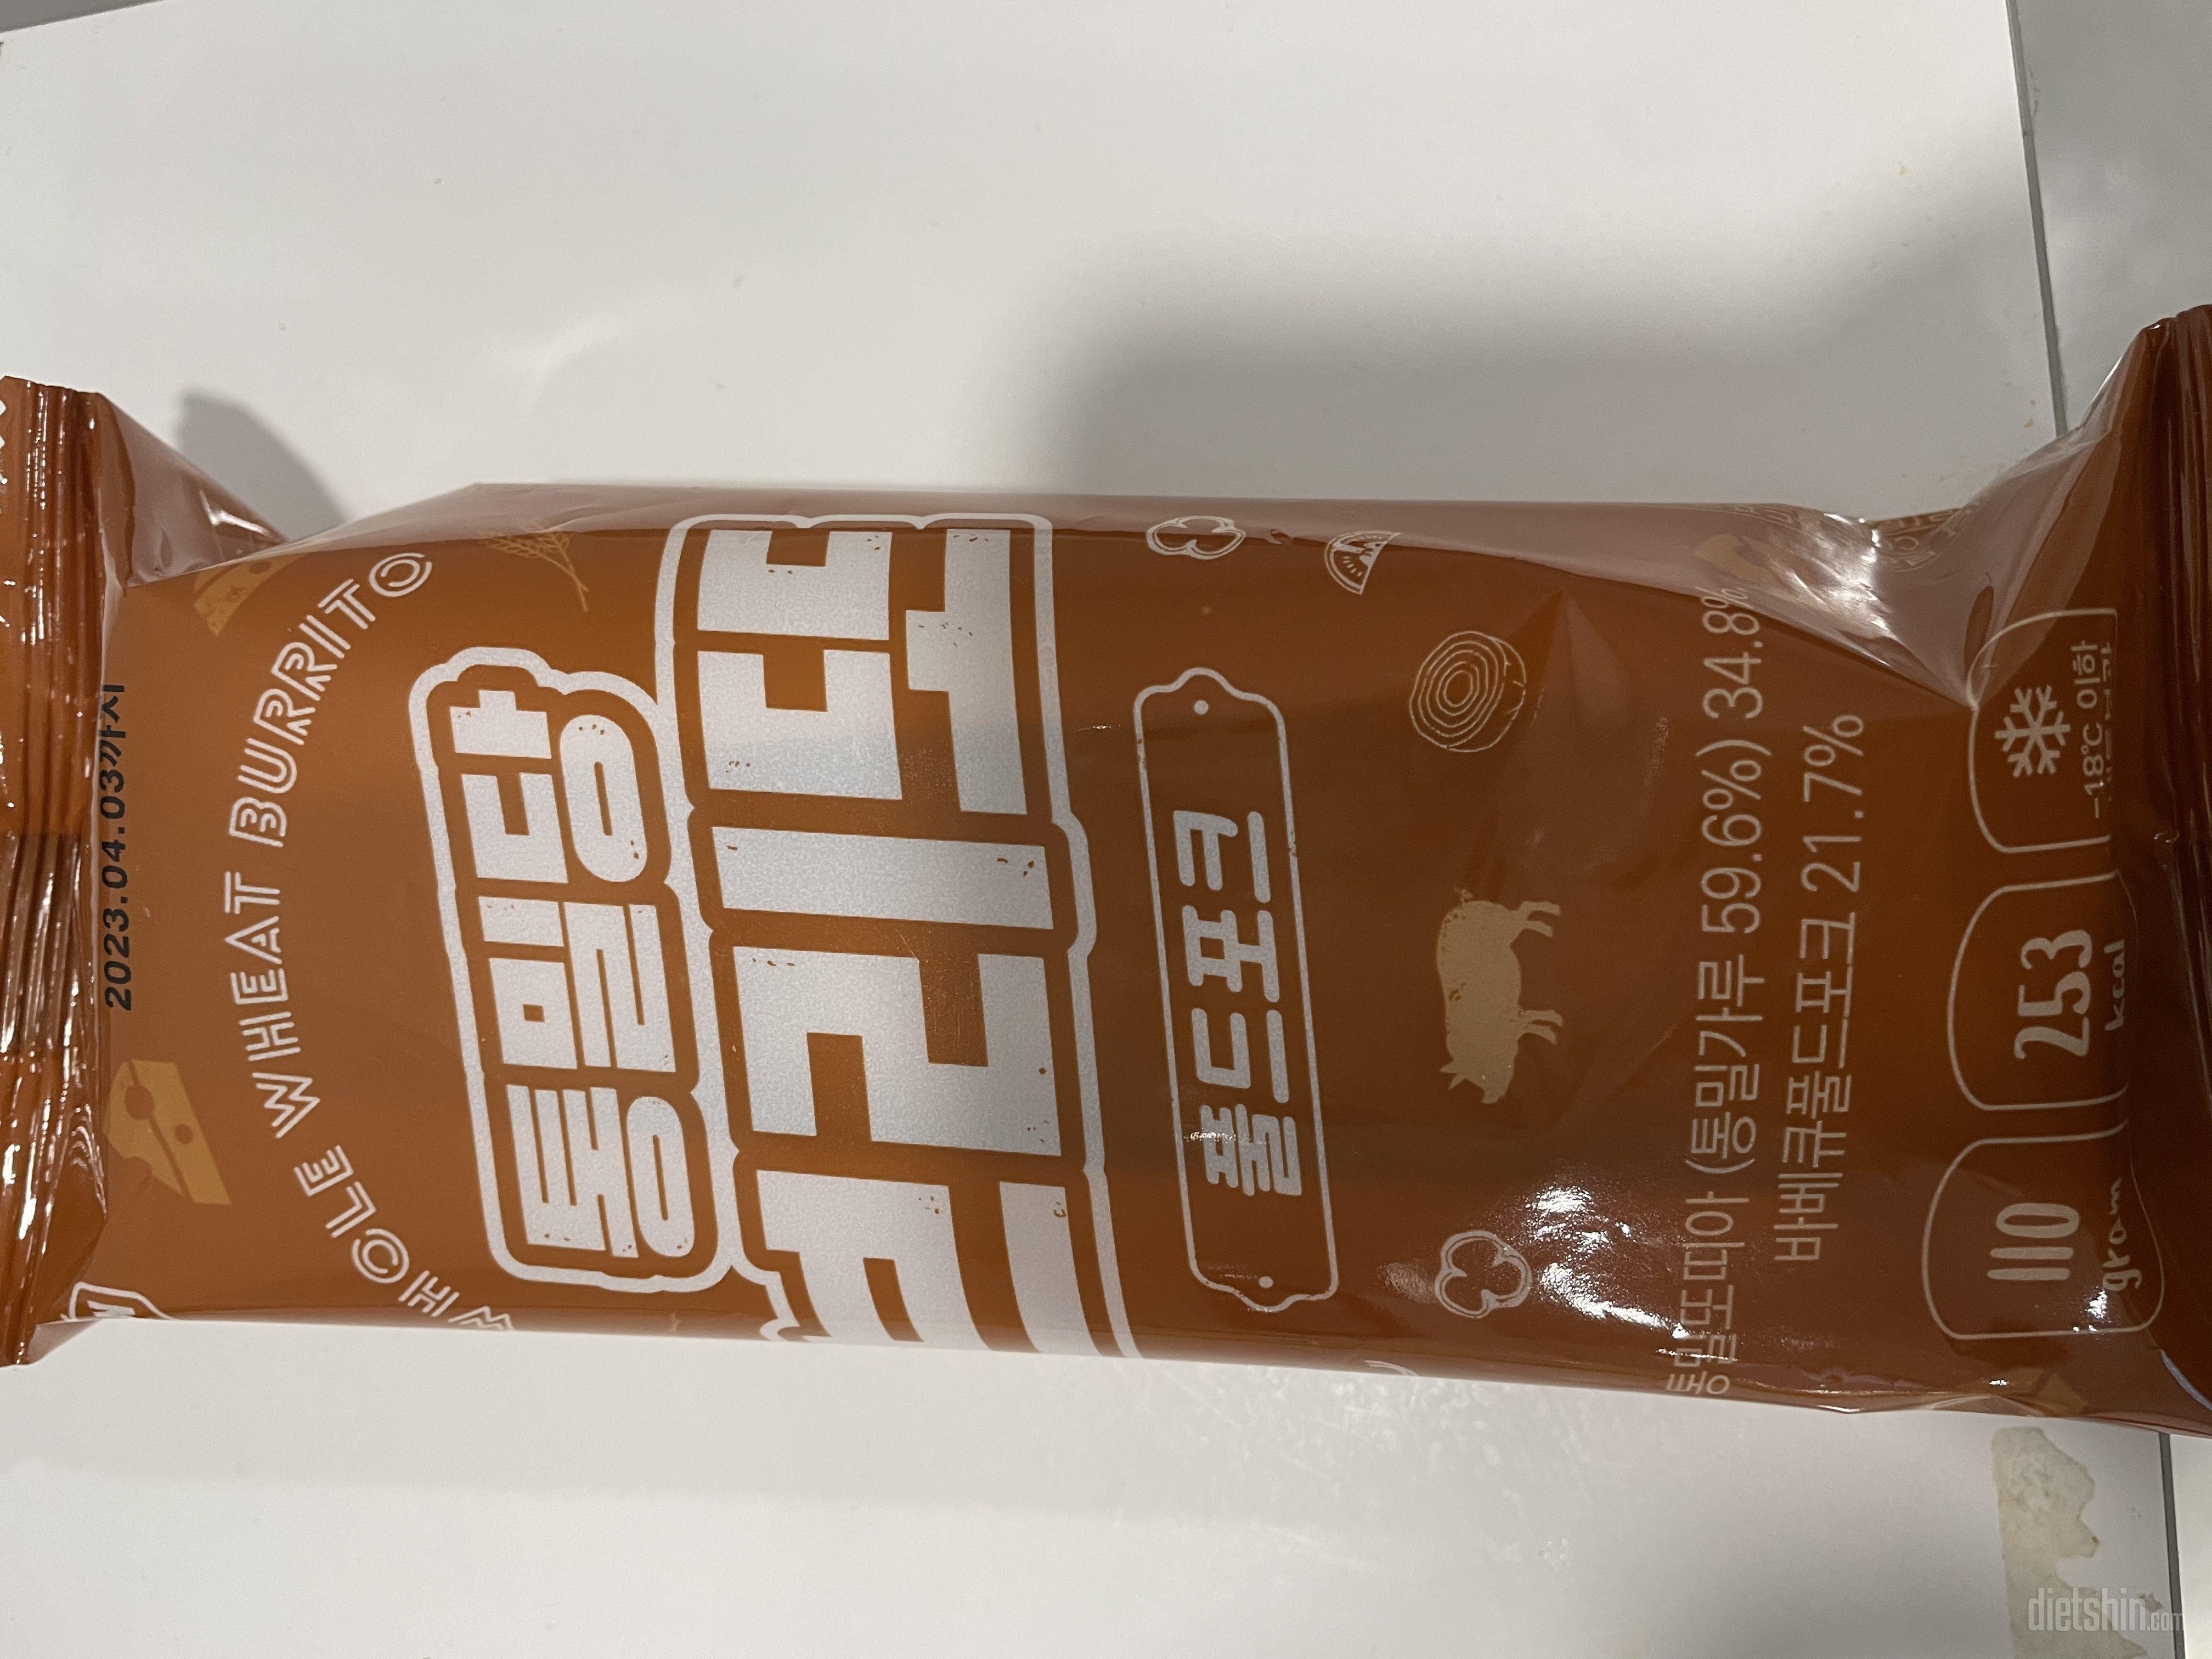 2023.04.03까지
WHOLE WHEAT BURRITO
통밀당
브리또
풀드포크
통밀또띠아 (통밀가루 59.6%) 34.8%
바베큐풀드포크 21.7%
110 gram
253 kcal
-18℃ 이하
dietshin.com